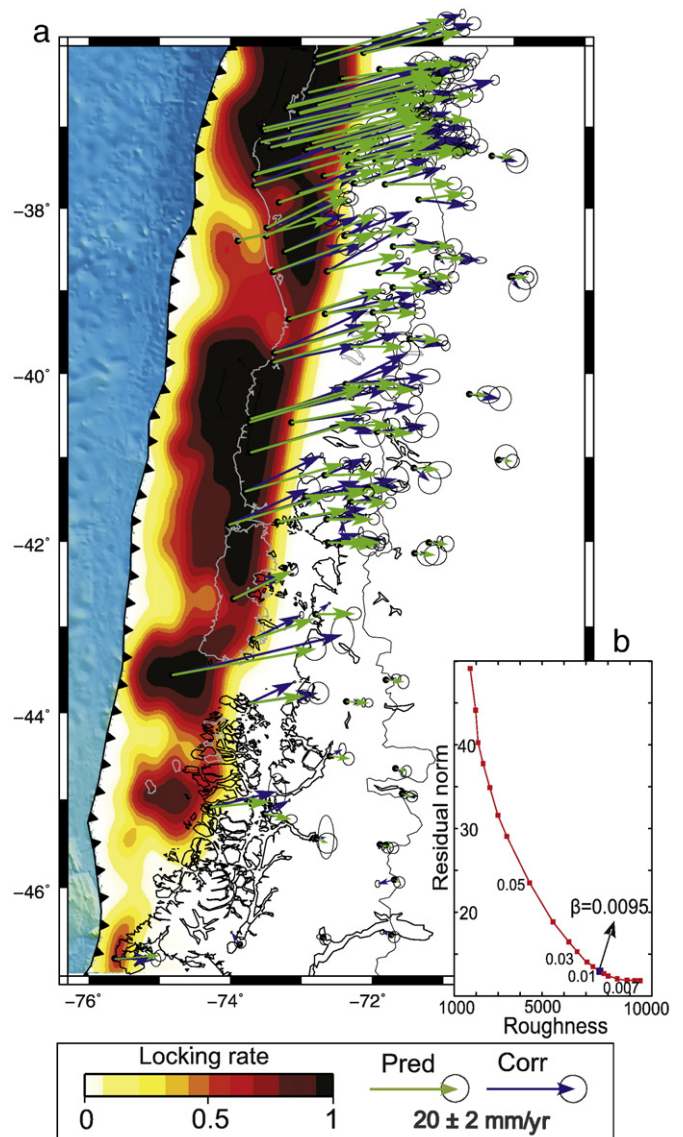 a
−38
−40
−42
−44
−46
−76
−74
−72
b
Residual norm
40
30
20
0.05
0.03
0.01
0.007
β=0.0095
1000
5000
10000
Roughness
Locking rate
0
0.5
1
Pred
Corr
20 ± 2 mm/yr